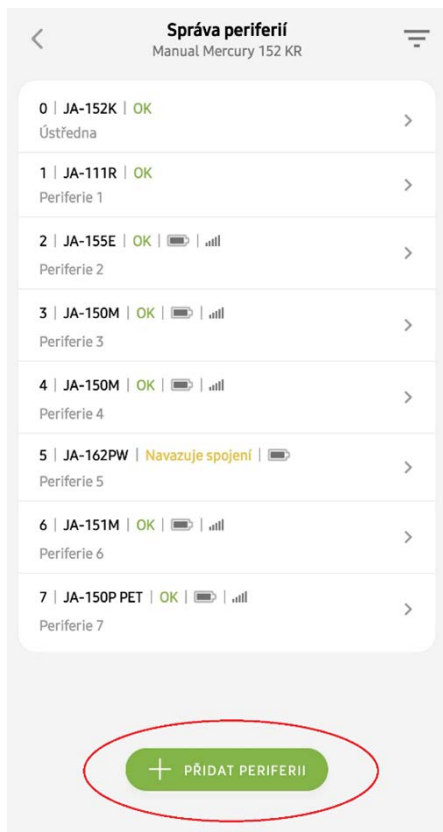 Správa periferií
Manual Mercury 152 KR
0 | JA-152K | OK
Ústředna
1 | JA-111R | OK
Periferie 1
2 | JA-155E | OK | |
Periferie 2
3 | JA-150M | OK | |
Periferie 3
4 | JA-150M | OK | |
Periferie 4
5 | JA-162PW | Navazuje spojení |
Periferie 5
6 | JA-151M | OK | |
Periferie 6
7 | JA-150P PET | OK | |
Periferie 7
+ PŘIDAT PERIFERII